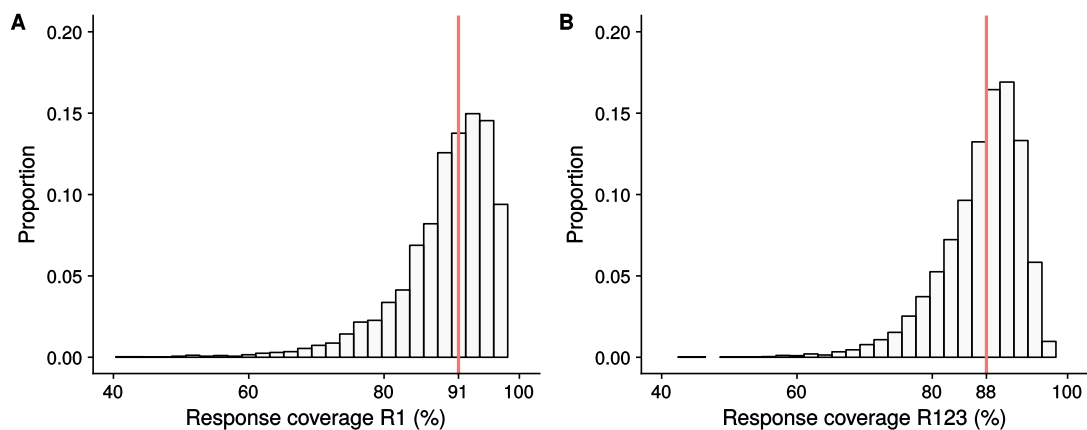 A
0.20
0.15
0.10
0.05
0.00
Proportion
40 60 80 91 100
Response coverage R1 (%)
B
0.20
0.15
0.10
0.05
0.00
Proportion
40 60 80 88 100
Response coverage R123 (%)